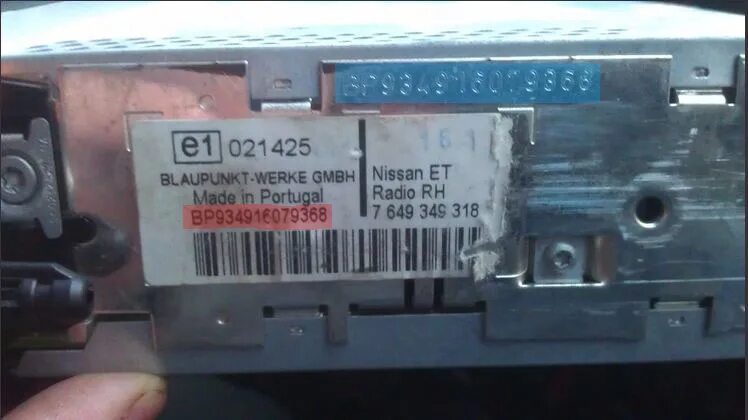 BP934916079368
e1 021425
BLAUPUNKT-WERKE GMBH
Made in Portugal
BP934916079368
Nissan ET
Radio RH
7 649 349 318